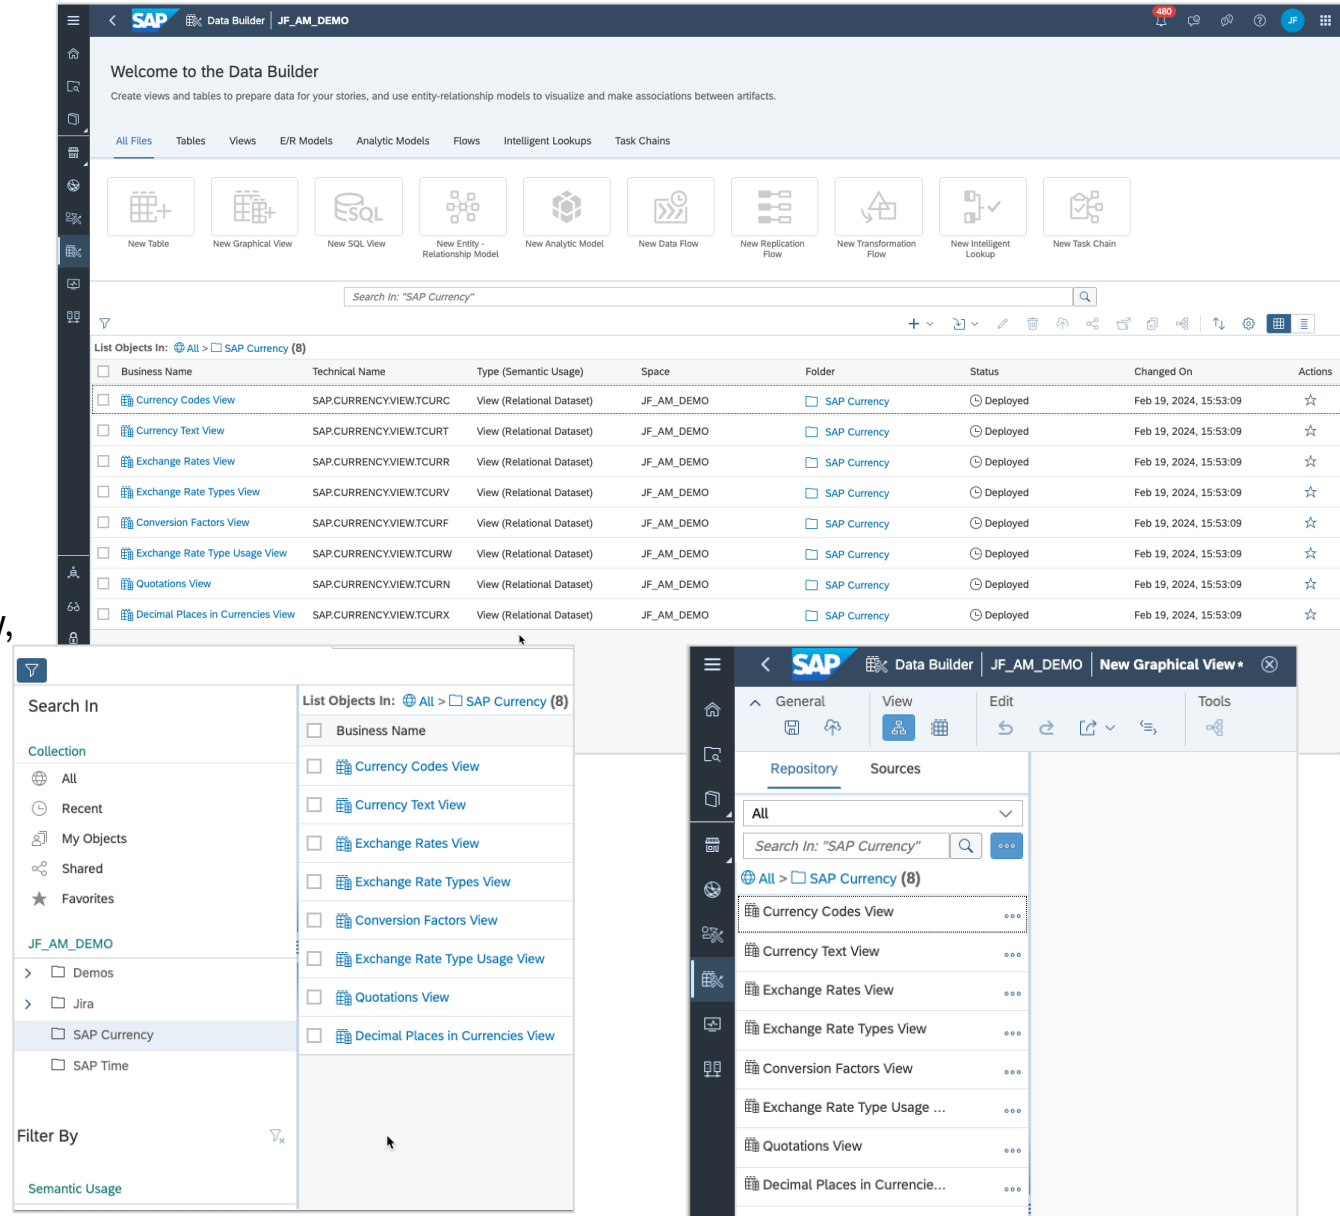 SAP Data Builder JF_AM_DEMO 480 JF
Welcome to the Data Builder
Create views and tables to prepare data for your stories, and use entity-relationship models to visualize and make associations between artifacts.
All Files Tables Views E/R Models Analytic Models Flows Intelligent Lookups Task Chains
SQL
New Table New Graphical View New SQL View New Entity - New Analytic Model New Data Flow New Replication New Transformation New Intelligent New Task Chain
Relationship Model Flow Flow Lookup
Search In: "SAP Currency"
List Objects In: All > SAP Currency (8)
Business Name Technical Name Type (Semantic Usage) Space Folder Status Changed On Actions
Currency Codes View SAP.CURRENCY.VIEW.TCURC View (Relational Dataset) JF_AM_DEMO SAP Currency Deployed Feb 19, 2024, 15:53:09
Currency Text View SAP.CURRENCY.VIEW.TCURT View (Relational Dataset) JF_AM_DEMO SAP Currency Deployed Feb 19, 2024, 15:53:09
Exchange Rates View SAP.CURRENCY.VIEW.TCURR View (Relational Dataset) JF_AM_DEMO SAP Currency Deployed Feb 19, 2024, 15:53:09
Exchange Rate Types View SAP.CURRENCY.VIEW.TCURV View (Relational Dataset) JF_AM_DEMO SAP Currency Deployed Feb 19, 2024, 15:53:09
Conversion Factors View SAP.CURRENCY.VIEW.TCURF View (Relational Dataset) JF_AM_DEMO SAP Currency Deployed Feb 19, 2024, 15:53:09
Exchange Rate Type Usage View SAP.CURRENCY.VIEW.TCURW View (Relational Dataset) JF_AM_DEMO SAP Currency Deployed Feb 19, 2024, 15:53:09
Quotations View SAP.CURRENCY.VIEW.TCURN View (Relational Dataset) JF_AM_DEMO SAP Currency Deployed Feb 19, 2024, 15:53:09
Decimal Places in Currencies View SAP.CURRENCY.VIEW.TCURX View (Relational Dataset) JF_AM_DEMO SAP Currency Deployed Feb 19, 2024, 15:53:09
Search In
Collection
All
Recent
My Objects
Shared
Favorites
JF_AM_DEMO
Demos
Jira
SAP Currency
SAP Time
Filter By
Semantic Usage
List Objects In: All > SAP Currency (8)
Business Name
Currency Codes View
Currency Text View
Exchange Rates View
Exchange Rate Types View
Conversion Factors View
Exchange Rate Type Usage View
Quotations View
Decimal Places in Currencies View
SAP Data Builder JF_AM_DEMO New Graphical View*
General View Edit Tools
Repository Sources
All
Search In: "SAP Currency"
All > SAP Currency (8)
Currency Codes View
Currency Text View
Exchange Rates View
Exchange Rate Types View
Conversion Factors View
Exchange Rate Type Usage ...
Quotations View
Decimal Places in Currencie...